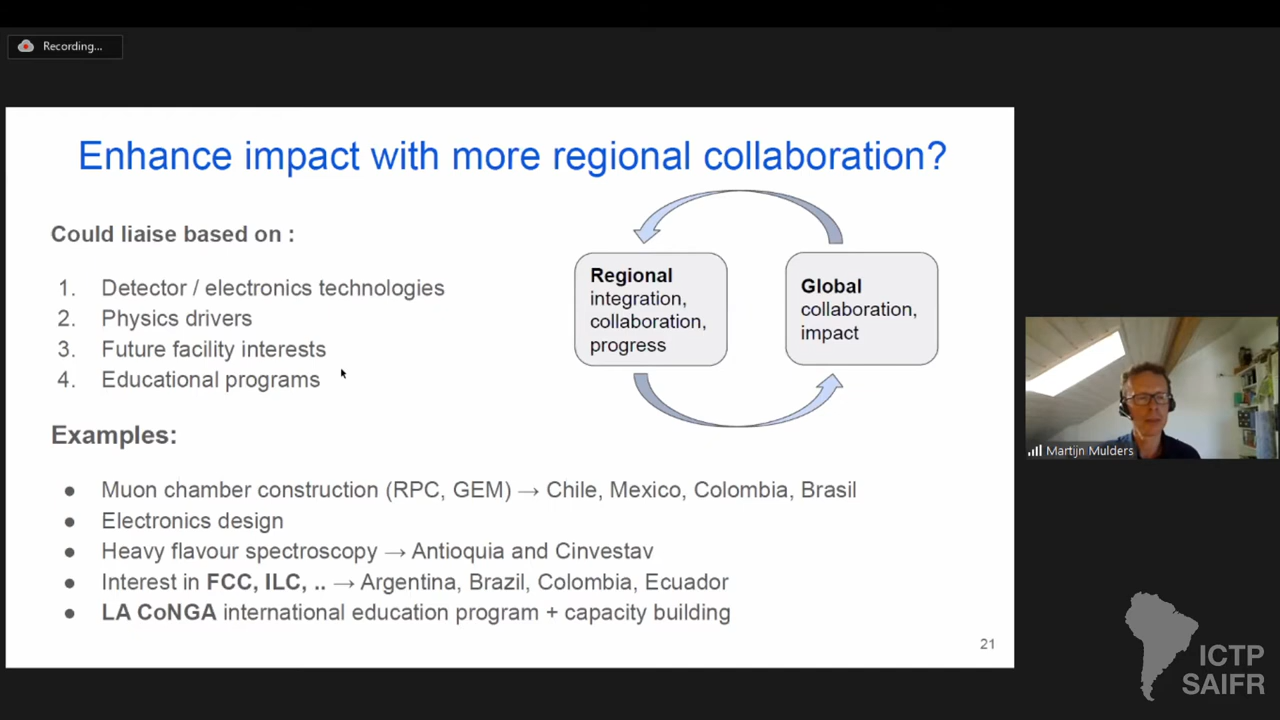 Recording...
Enhance impact with more regional collaboration?
Could liaise based on :
1. Detector / electronics technologies
2. Physics drivers
3. Future facility interests
4. Educational programs
Regional
integration,
collaboration,
progress
Global
collaboration,
impact
Examples:
● Muon chamber construction (RPC, GEM) → Chile, Mexico, Colombia, Brasil
● Electronics design
● Heavy flavour spectroscopy → Antioquia and Cinvestav
● Interest in FCC, ILC, .. → Argentina, Brazil, Colombia, Ecuador
● LA CoNGA international education program + capacity building
21
Martijn Mulders
ICTP
SAIFR